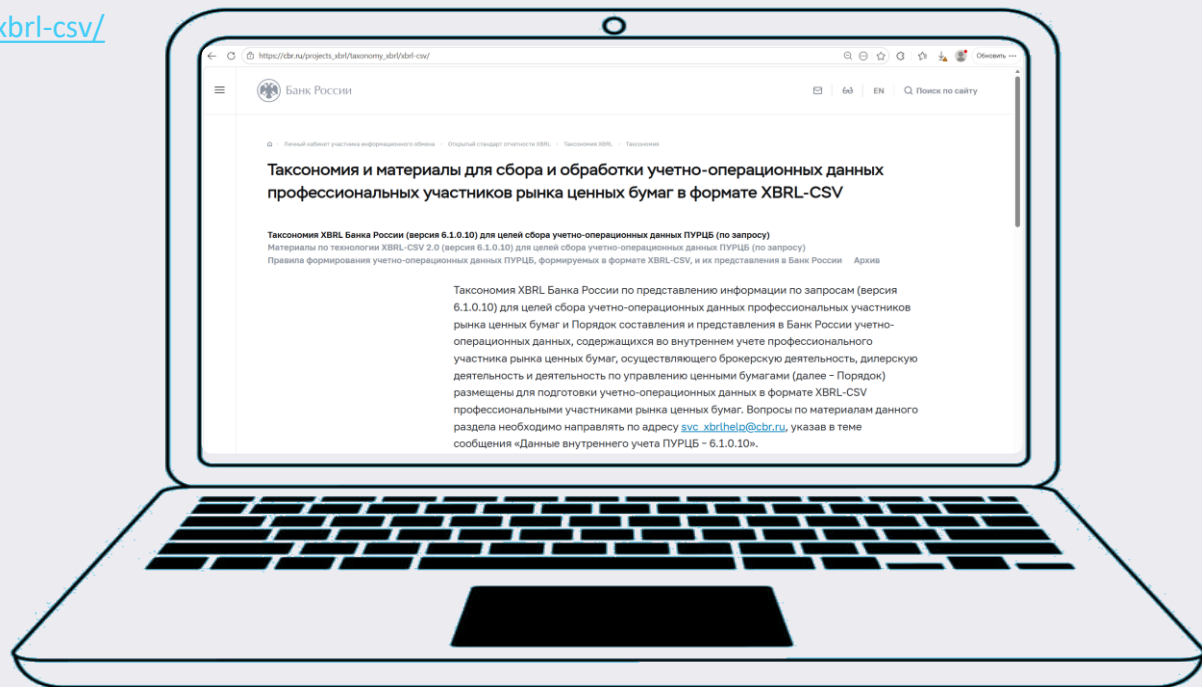 xbrl-csv/
https://cbr.ru/projects_xbrl/taxonomy_xbrl/xbrl-csv/
Обновить
Банк России
EN
Поиск по сайту
Личный кабинет участника информационного обмена
Открытый стандарт отчетности XBRL
Таксономия XBRL
Таксономия
Таксономия и материалы для сбора и обработки учетно-операционных данных
профессиональных участников рынка ценных бумаг в формате XBRL-CSV
Таксономия XBRL Банка России (версия 6.1.0.10) для целей сбора учетно-операционных данных ПУРЦБ (по запросу)
Материалы по технологии XBRL-CSV 2.0 (версия 6.1.0.10) для целей сбора учетно-операционных данных ПУРЦБ (по запросу)
Правила формирования учетно-операционных данных ПУРЦБ, формируемых в формате XBRL-CSV, и их представления в Банк России Архив
Таксономия XBRL Банка России по представлению информации по запросам (версия
6.1.0.10) для целей сбора учетно-операционных данных профессиональных участников
рынка ценных бумаг и Порядок составления и представления в Банк России учетно-
операционных данных, содержащихся во внутреннем учете профессионального
участника рынка ценных бумаг, осуществляющего брокерскую деятельность, дилерскую
деятельность и деятельность по управлению ценными бумагами (далее – Порядок)
размещены для подготовки учетно-операционных данных в формате XBRL-CSV
профессиональными участниками рынка ценных бумаг. Вопросы по материалам данного
раздела необходимо направлять по адресу svc_xbrlhelp@cbr.ru, указав в теме
сообщения «Данные внутреннего учета ПУРЦБ – 6.1.0.10».